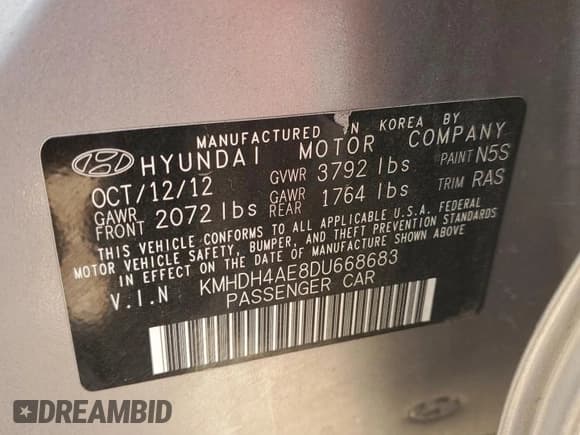 MANUFACTURED IN KOREA BY
HYUNDAI MOTOR COMPANY
OCT/12/12 GVWR 3792 lbs PAINT N5S
GAWR FRONT 2072 lbs GAWR REAR 1764 lbs TRIM RAS
THIS VEHICLE CONFORMS TO ALL APPLICABLE U.S.A. FEDERAL
MOTOR VEHICLE SAFETY, BUMPER, AND THEFT PREVENTION STANDARDS
IN EFFECT ON THE DATE OF MANUFACTURE SHOWN ABOVE.
V.I.N KMHDH4AE8DU668683
PASSENGER CAR
DREAMBID